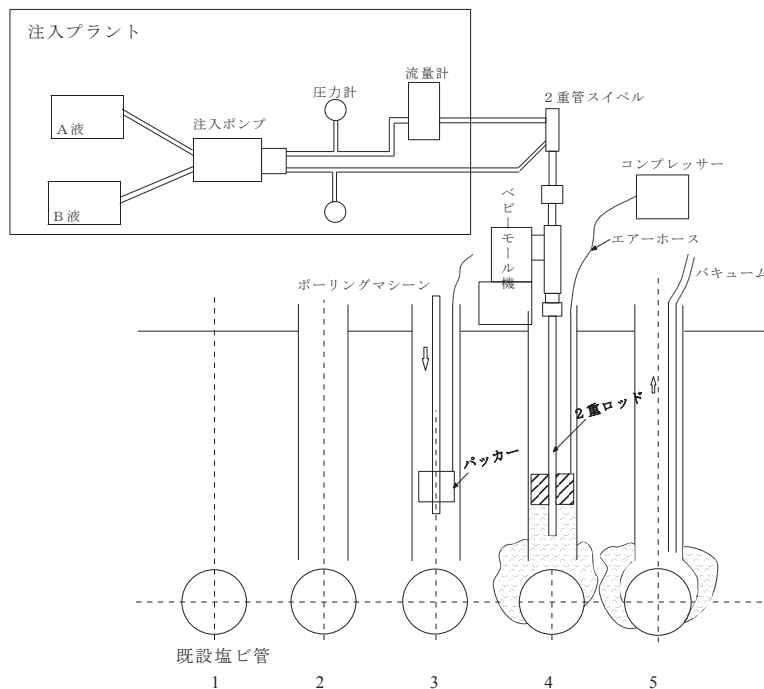 注入プラント
流量計
圧力計
2重管スイベル
A液
注入ポンプ
コンプレッサー
B液
ベビーモール機
エアーホース
ボーリングマシーン
バキューム
2重ロッド
パッカー
既設塩ビ管
1 2 3 4 5